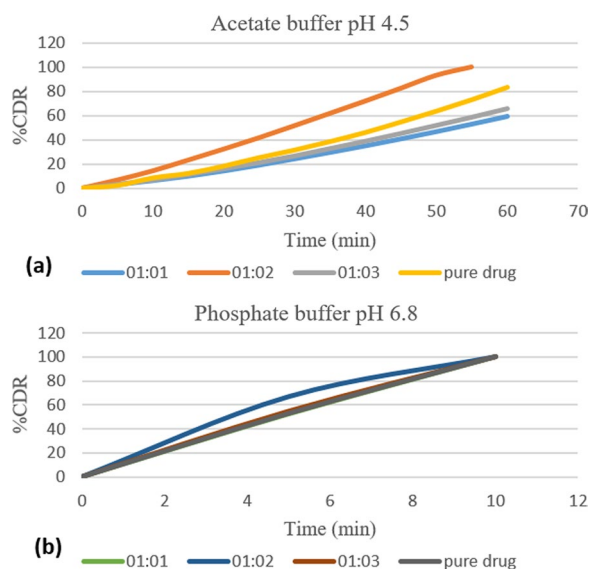 Acetate buffer pH 4.5
120
100
80
60
40
20
0
%CDR
0 10 20 30 40 50 60 70
Time (min)
(a)
01:01 01:02 01:03 pure drug
Phosphate buffer pH 6.8
120
100
80
60
40
20
0
%CDR
0 2 4 6 8 10 12
Time (min)
(b)
01:01 01:02 01:03 pure drug